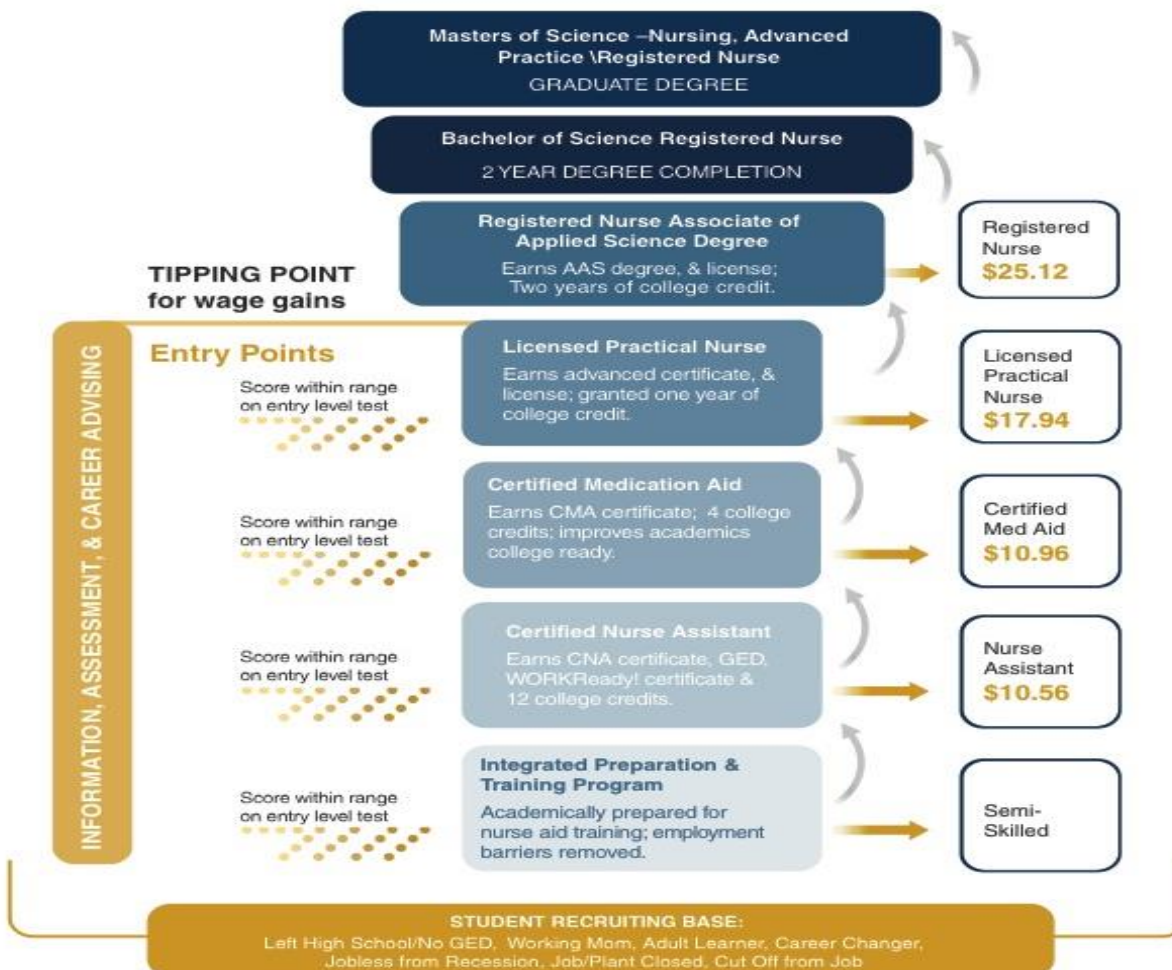 Masters of Science –Nursing, Advanced
Practice \Registered Nurse
GRADUATE DEGREE
Bachelor of Science Registered Nurse
2 YEAR DEGREE COMPLETION
Registered Nurse Associate of
Applied Science Degree
Earns AAS degree, & license;
Two years of college credit.
Registered
Nurse
$25.12
TIPPING POINT
for wage gains
INFORMATION, ASSESSMENT, & CAREER ADVISING
Entry Points
Score within range
on entry level test
Licensed Practical Nurse
Earns advanced certificate, &
license; granted one year of
college credit.
Licensed
Practical
Nurse
$17.94
Score within range
on entry level test
Certified Medication Aid
Earns CMA certificate; 4 college
credits; improves academics
college ready.
Certified
Med Aid
$10.96
Score within range
on entry level test
Certified Nurse Assistant
Earns CNA certificate, GED,
WORKReady! certificate &
12 college credits.
Nurse
Assistant
$10.56
Score within range
on entry level test
Integrated Preparation &
Training Program
Academically prepared for
nurse aid training; employment
barriers removed.
Semi-
Skilled
STUDENT RECRUITING BASE:
Left High School/No GED, Working Mom, Adult Learner, Career Changer,
Jobless from Recession, Job/Plant Closed, Cut Off from Job